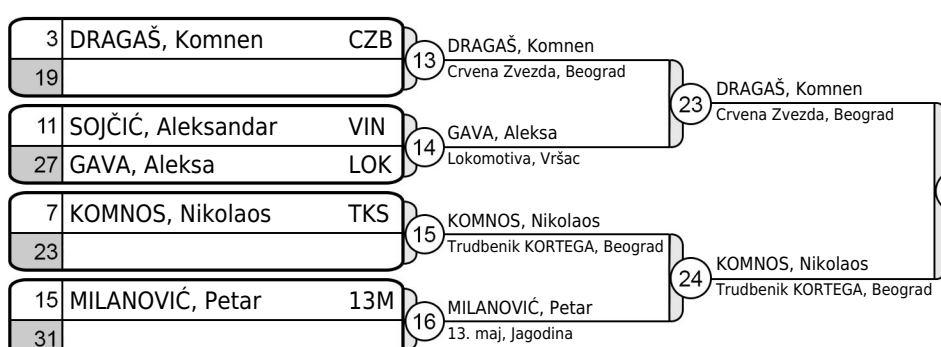 3 DRAGAŠ, Komnen CZB
19
13
DRAGAŠ, Komnen
Crvena Zvezda, Beograd
11 SOJČIĆ, Aleksandar VIN
27 GAVA, Aleksa LOK
14
GAVA, Aleksa
Lokomotiva, Vršac
23
DRAGAŠ, Komnen
Crvena Zvezda, Beograd
7 KOMNOS, Nikolaos TKS
23
15
KOMNOS, Nikolaos
Trudbenik KORTEGA, Beograd
15 MILANOVIĆ, Petar 13M
31
16
MILANOVIĆ, Petar
13. maj, Jagodina
24
KOMNOS, Nikolaos
Trudbenik KORTEGA, Beograd